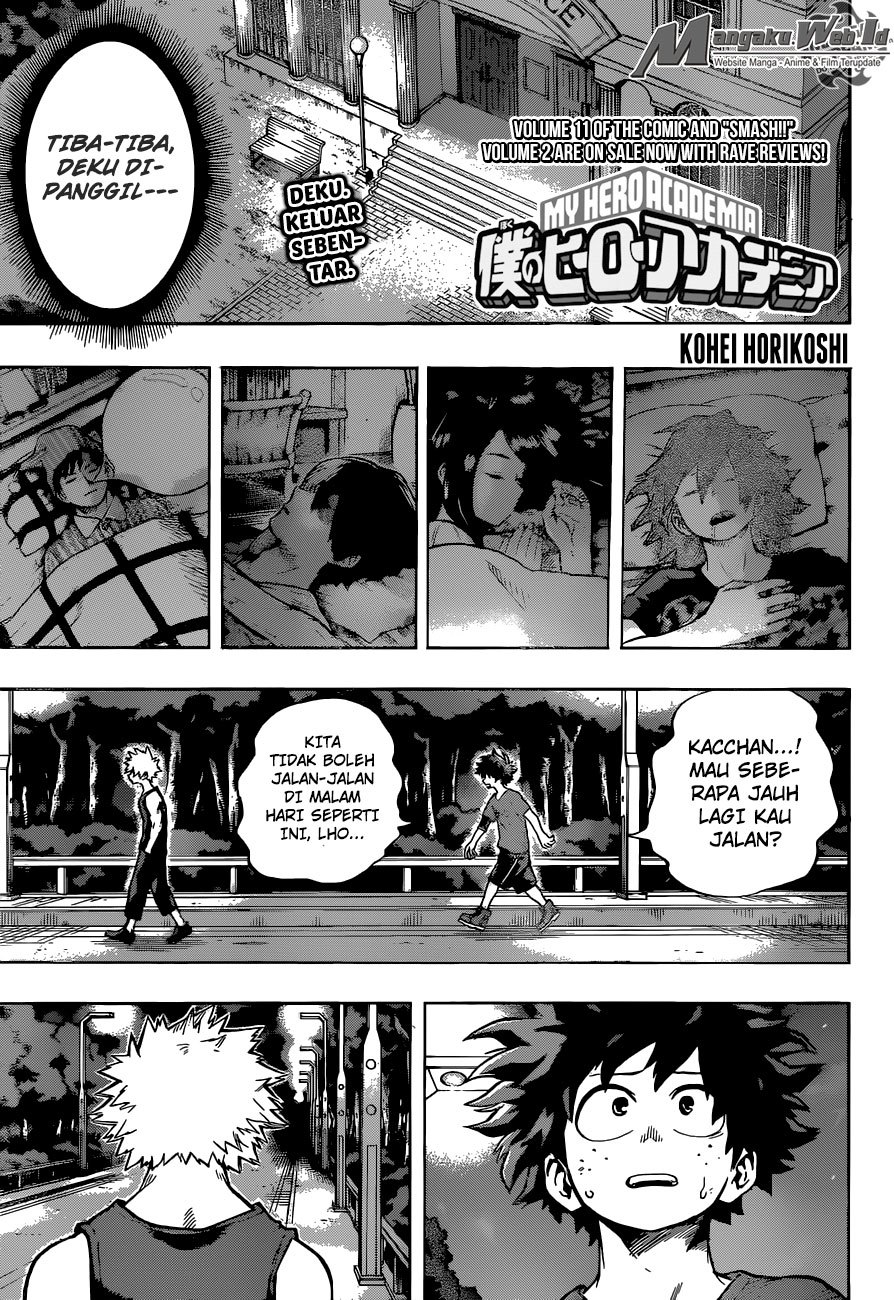 Mangaku Web.Id
Website Manga - Anime & Film Terupdate
VOLUME 11 OF THE COMIC AND "SMASH!!"
VOLUME 2 ARE ON SALE NOW WITH RAVE REVIEWS!
MY HERO ACADEMIA
僕のヒーローアカデミア
KOHEI HORIKOSHI
DEKU,
KELUAR
SEBEN-
TAR.
TIBA-TIBA,
DEKU DI-
PANGGIL---
KACCHAN...!
MAU SEBE-
RAPA JAUH
LAGI KAU
JALAN?
KITA
TIDAK BOLEH
JALAN-JALAN
DI MALAM
HARI SEPERTI
INI, LHO...